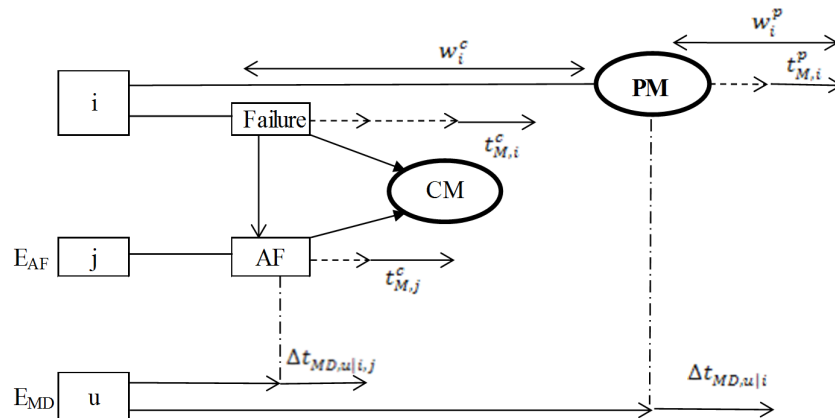 w_i^c
w_i^p
i
PM
t_{M,i}^p
Failure
t_{M,i}^c
CM
E_AF
j
AF
t_{M,j}^c
Δt_{MD,u|i,j}
E_MD
u
Δt_{MD,u|i}